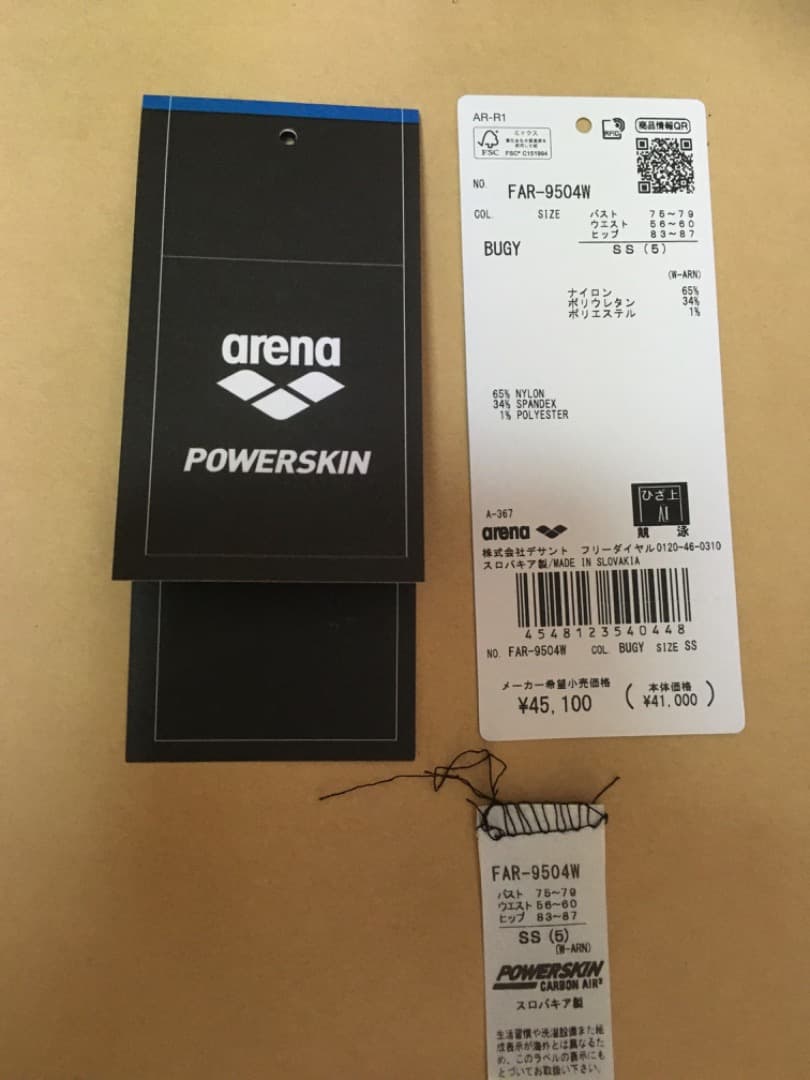 arena
POWERSKIN
AR-R1
FSC
ミックス
FSC® C151994
RFID
商品情報QR
NO. FAR-9504W
COL. SIZE バスト 75~79
ウエスト 56~60
ヒップ 83~87
BUGY SS (5)
(W-ARN)
ナイロン 65%
ポリウレタン 34%
ポリエステル 1%
65% NYLON
34% SPANDEX
1% POLYESTER
ひざ上
AI
競泳
A-367
arena
株式会社デサント フリーダイヤル0120-46-0310
スロバキア製/MADE IN SLOVAKIA
4548123540448
NO. FAR-9504W COL. BUGY SIZE SS
メーカー希望小売価格 本体価格
¥45,100 (¥41,000)
FAR-9504W
バスト 75~79
ウエスト 56~60
ヒップ 83~87
SS (5)
(W-ARN)
POWERSKIN
CARBON AIR²
スロバキア製
生活習慣や洗濯設備また組
成表示が海外とは異なるた
め、このラベルの表示にも
とづいてお取扱い下さい。